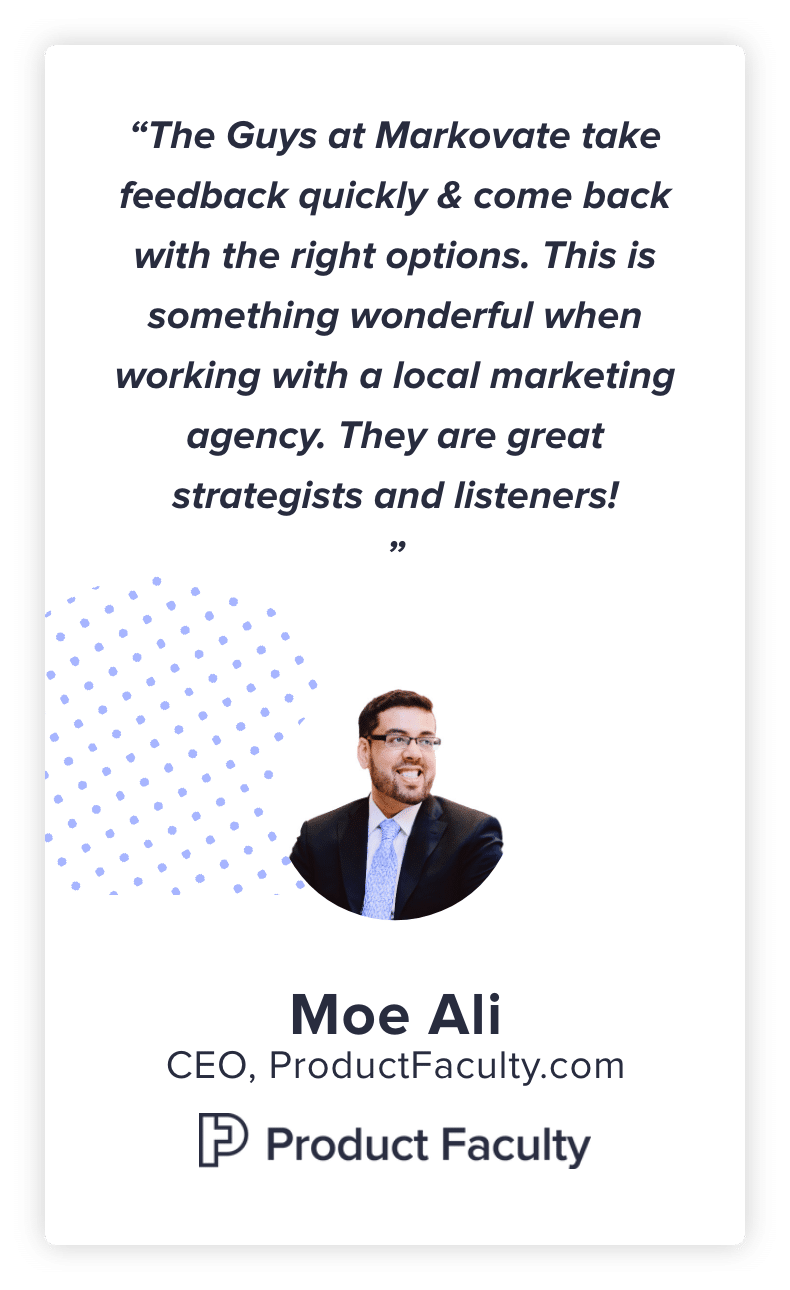 “The Guys at Markovate take
feedback quickly & come back
with the right options. This is
something wonderful when
working with a local marketing
agency. They are great
strategists and listeners!
”
Moe Ali
CEO, ProductFaculty.com
Product Faculty